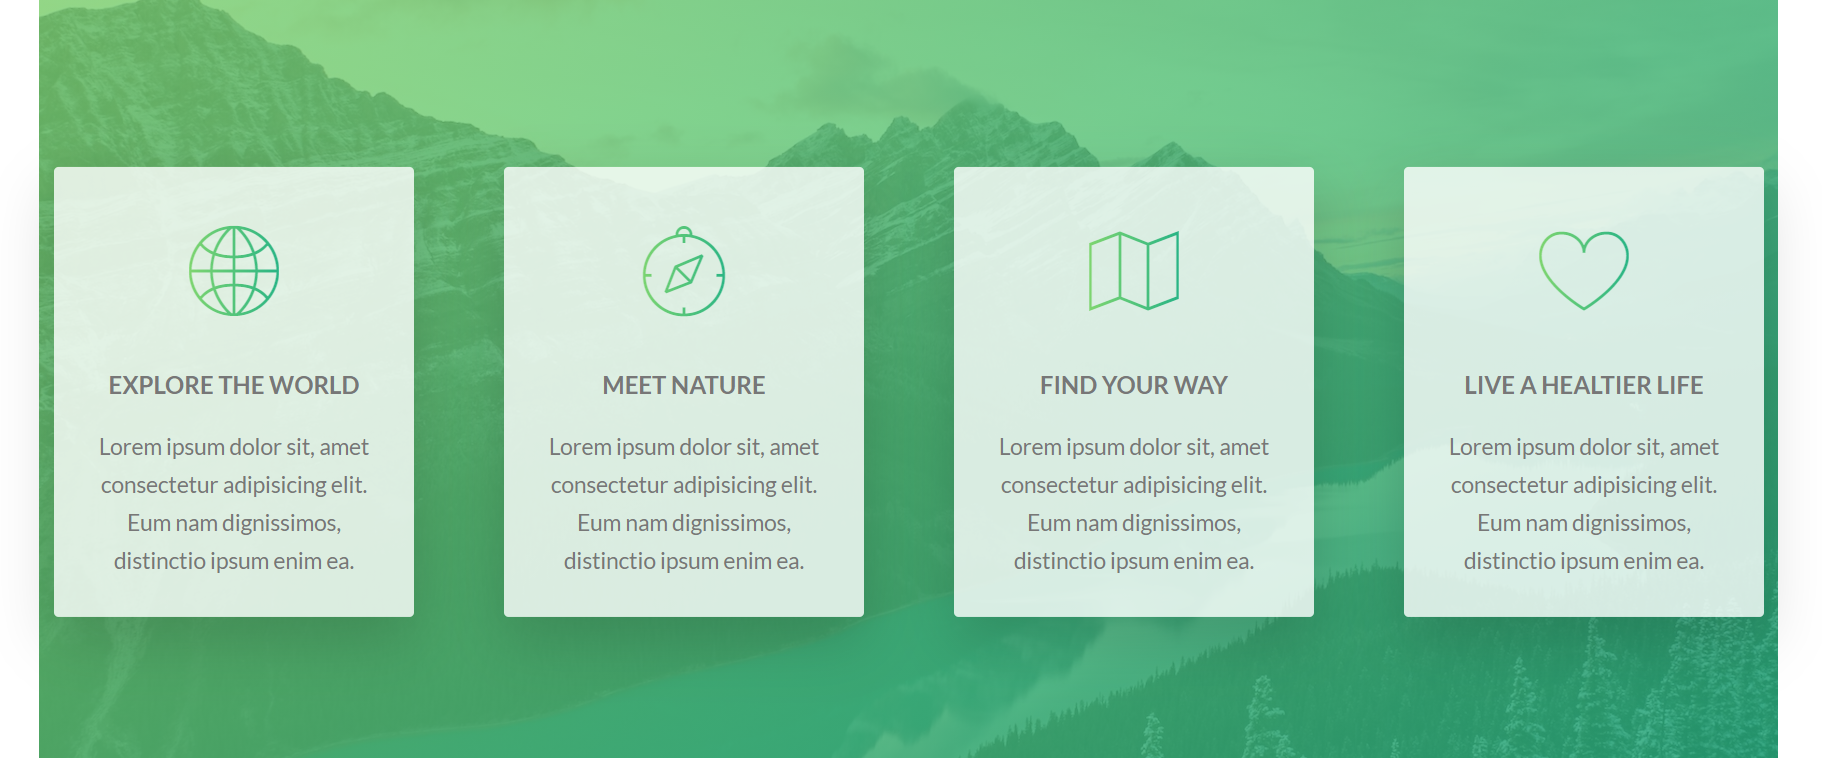 EXPLORE THE WORLD
Lorem ipsum dolor sit, amet
consectetur adipisicing elit.
Eum nam dignissimos,
distinctio ipsum enim ea.
MEET NATURE
Lorem ipsum dolor sit, amet
consectetur adipisicing elit.
Eum nam dignissimos,
distinctio ipsum enim ea.
FIND YOUR WAY
Lorem ipsum dolor sit, amet
consectetur adipisicing elit.
Eum nam dignissimos,
distinctio ipsum enim ea.
LIVE A HEALTIER LIFE
Lorem ipsum dolor sit, amet
consectetur adipisicing elit.
Eum nam dignissimos,
distinctio ipsum enim ea.